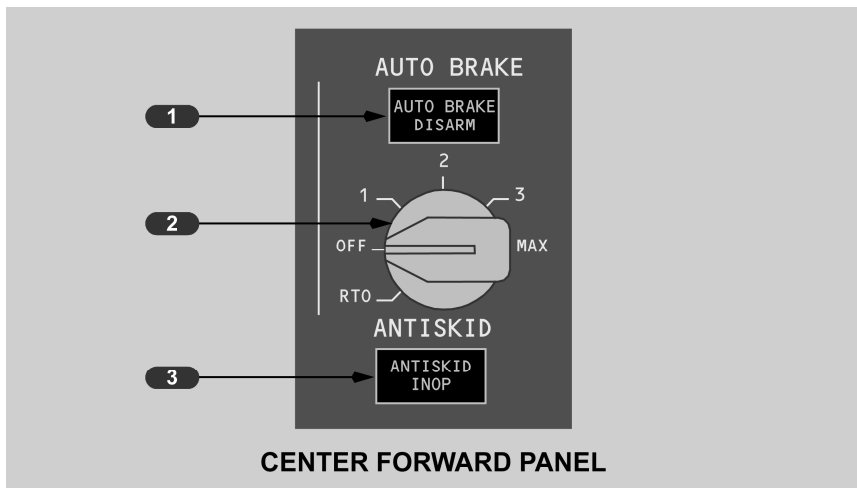 AUTO BRAKE
1
AUTO BRAKE
DISARM
2
1
3
2
OFF
MAX
RTO
ANTISKID
3
ANTISKID
INOP
CENTER FORWARD PANEL